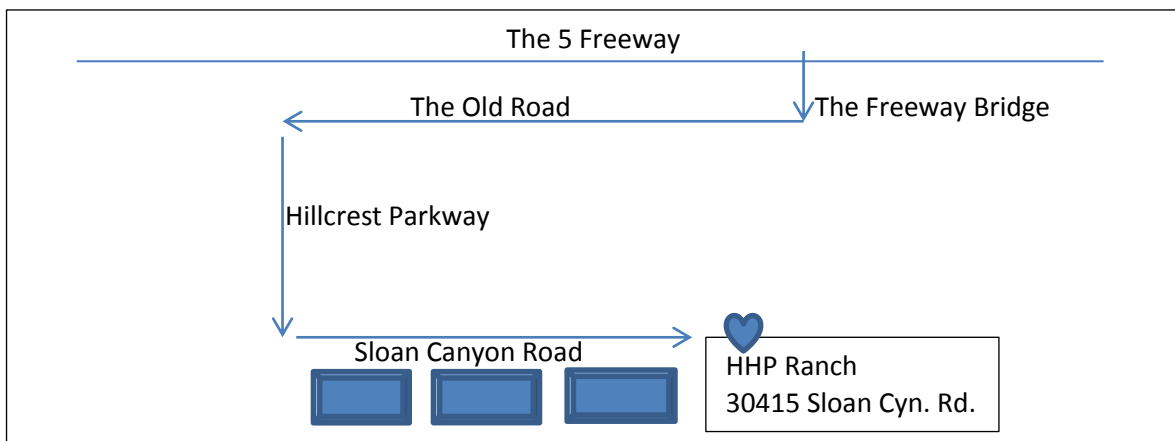 The 5 Freeway
The Old Road
The Freeway Bridge
Hillcrest Parkway
Sloan Canyon Road
HHP Ranch
30415 Sloan Cyn. Rd.